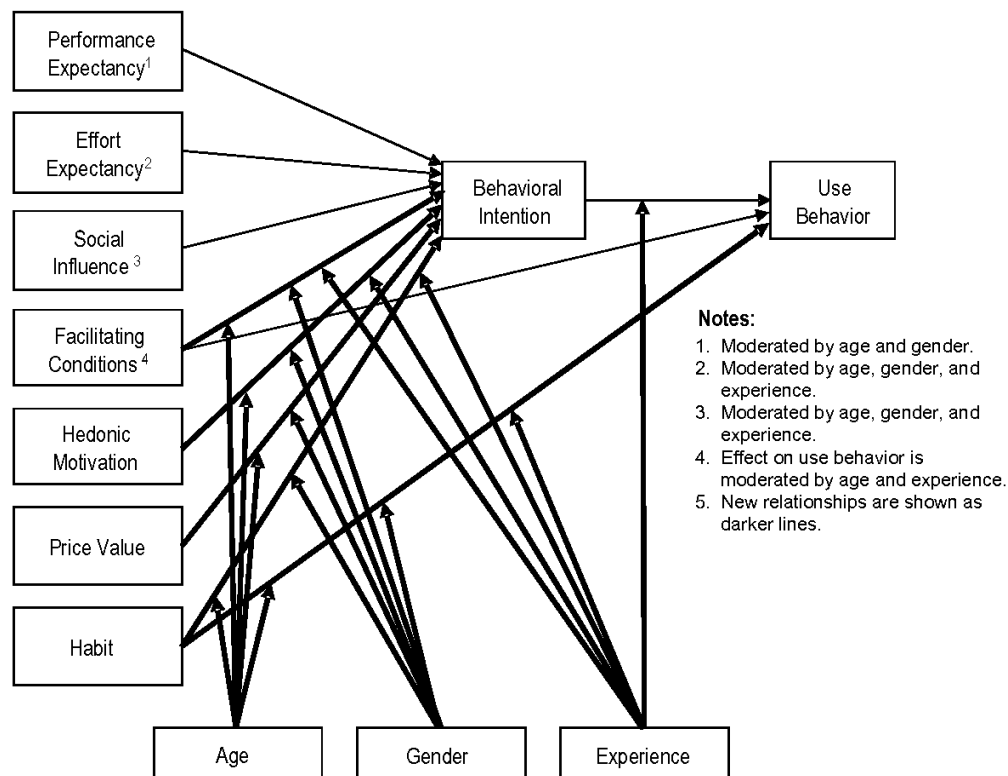 Performance
Expectancy¹
Effort
Expectancy²
Social
Influence ³
Facilitating
Conditions ⁴
Hedonic
Motivation
Price Value
Habit
Behavioral
Intention
Use
Behavior
Notes:
1. Moderated by age and gender.
2. Moderated by age, gender, and
experience.
3. Moderated by age, gender, and
experience.
4. Effect on use behavior is
moderated by age and experience.
5. New relationships are shown as
darker lines.
Age
Gender
Experience